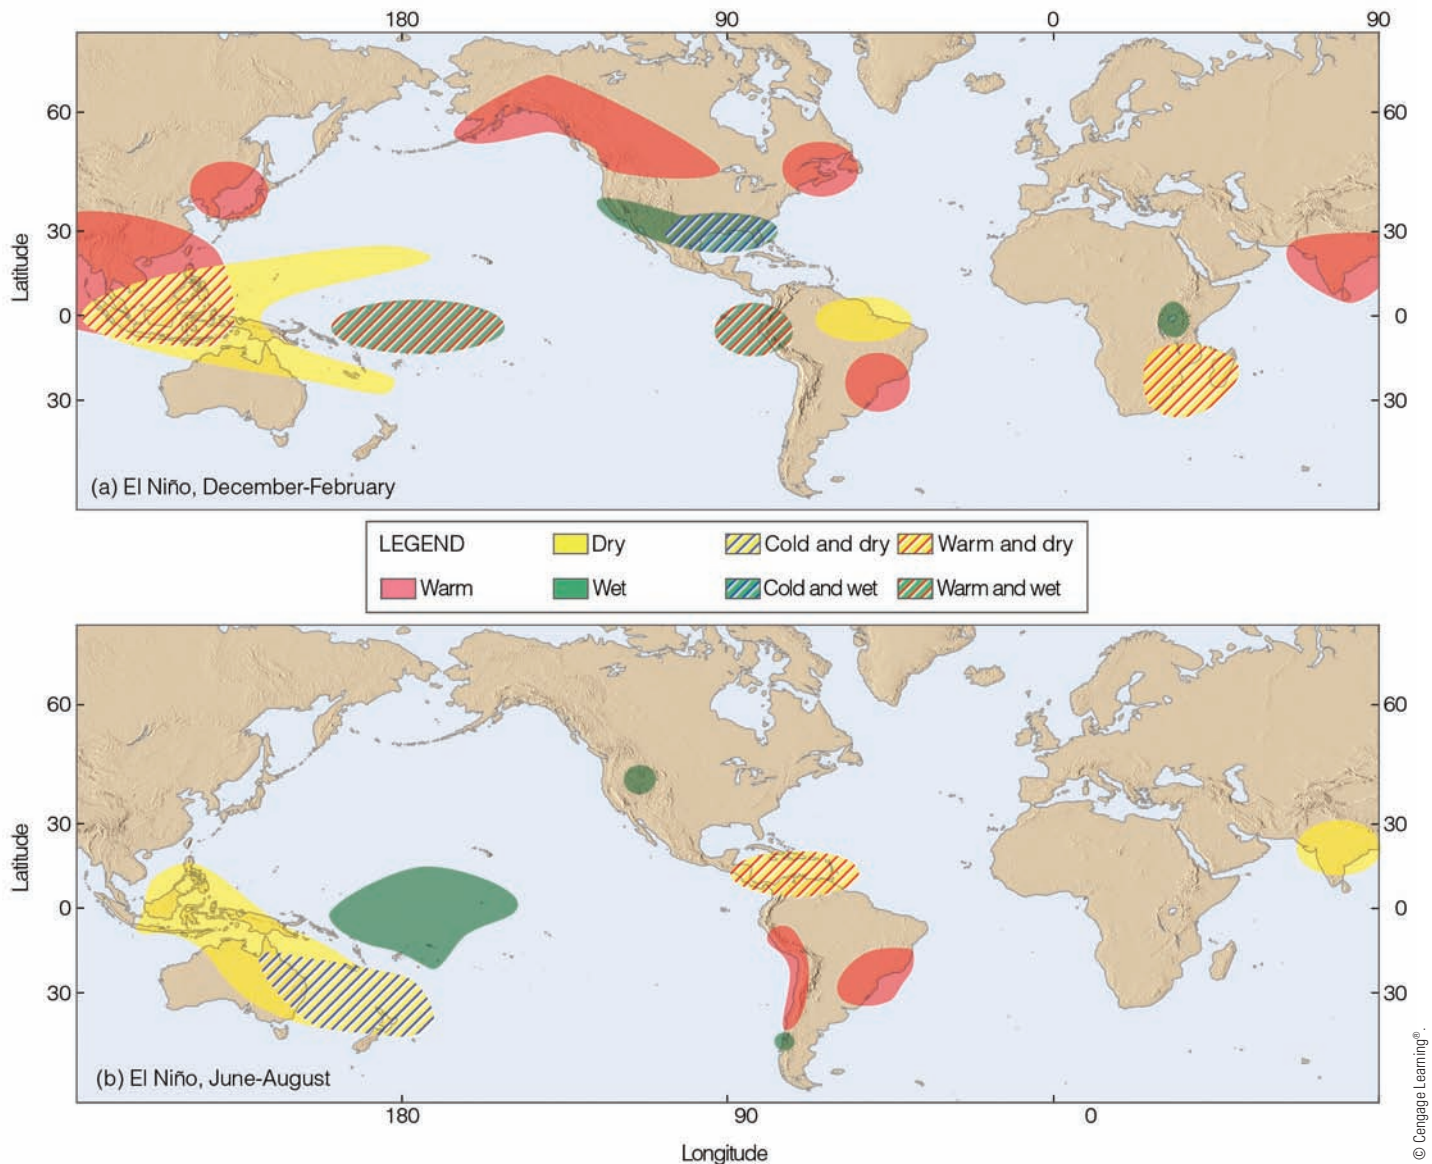 180 90 0 90
60 60
30 30
0 0
30 30
Latitude
(a) El Niño, December-February
LEGEND Dry Cold and dry Warm and dry
Warm Wet Cold and wet Warm and wet
60 60
30 30
0 0
30 30
Latitude
(b) El Niño, June-August
180 90 0
Longitude
© Cengage Learning®.